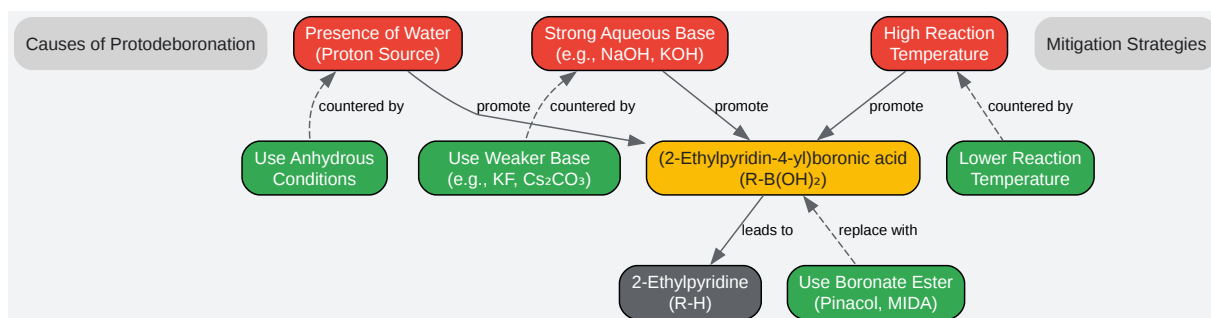 Causes of Protodeboronation
Presence of Water
(Proton Source)
Strong Aqueous Base
(e.g., NaOH, KOH)
High Reaction
Temperature
Mitigation Strategies
countered by
promote
countered by
promote
promote
countered by
Use Anhydrous
Conditions
Use Weaker Base
(e.g., KF, Cs₂CO₃)
(2-Ethylpyridin-4-yl)boronic acid
(R-B(OH)₂)
Lower Reaction
Temperature
leads to
replace with
2-Ethylpyridine
(R-H)
Use Boronate Ester
(Pinacol, MIDA)